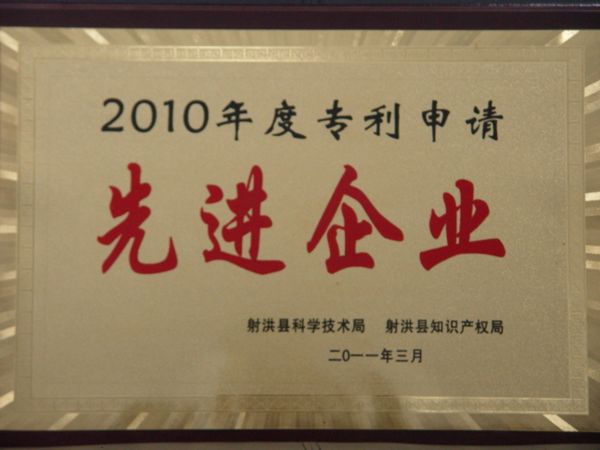 2010年度专利申请
先进企业
射洪县科学技术局 射洪县知识产权局
二〇一一年三月